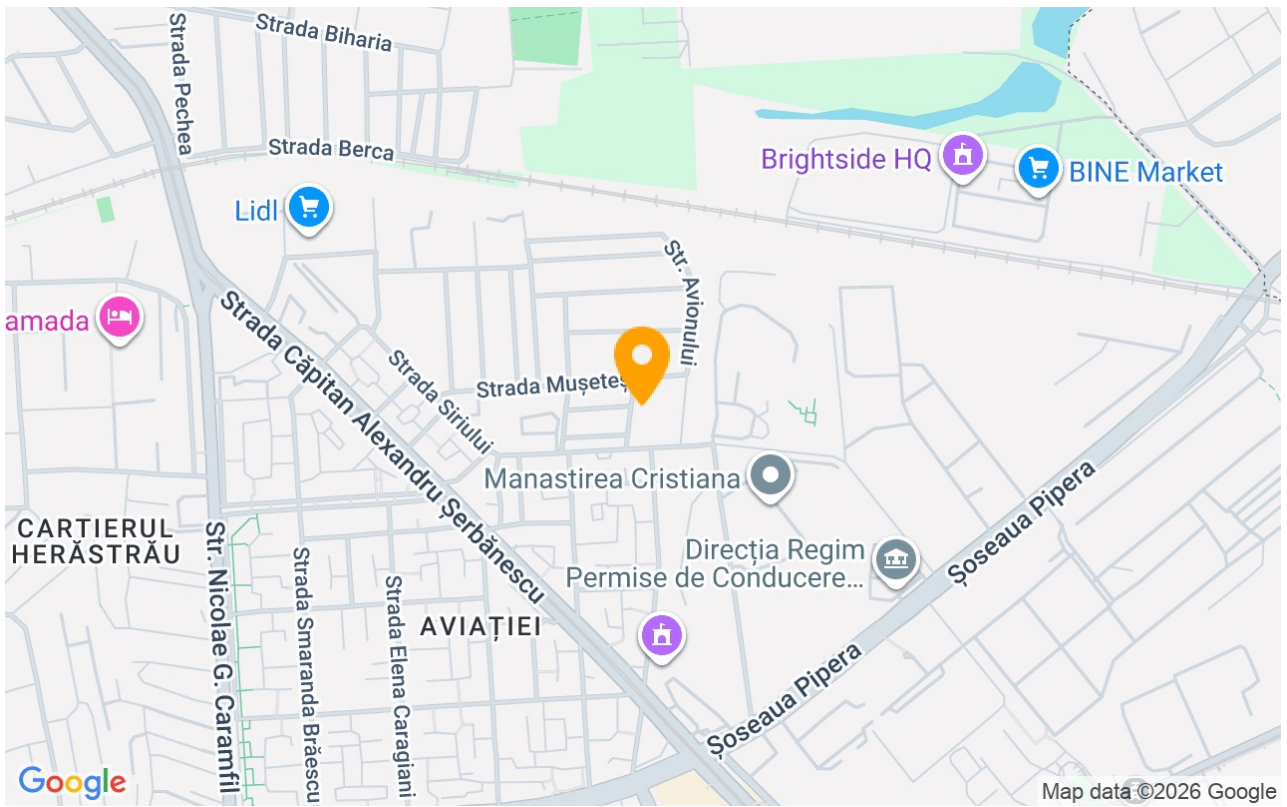 Strada Biharia
Strada Pechea
Strada Berca
Brightside HQ
BINE Market
Lidl
Str. Avionului
amada
Strada Căpitan Alexandru Șerbănescu
Strada Siriului
Strada Mușeteș
Manastirea Cristiana
CARTIERUL
HERĂSTRĂU
Str. Nicolae G. Caramfil
Strada Smaranda Brăescu
Strada Elena Caragiani
AVIAȚIEI
Direcția Regim
Permise de Conducere...
Șoseaua Pipera
Șoseaua Pipera
Google
Map data ©2026 Google